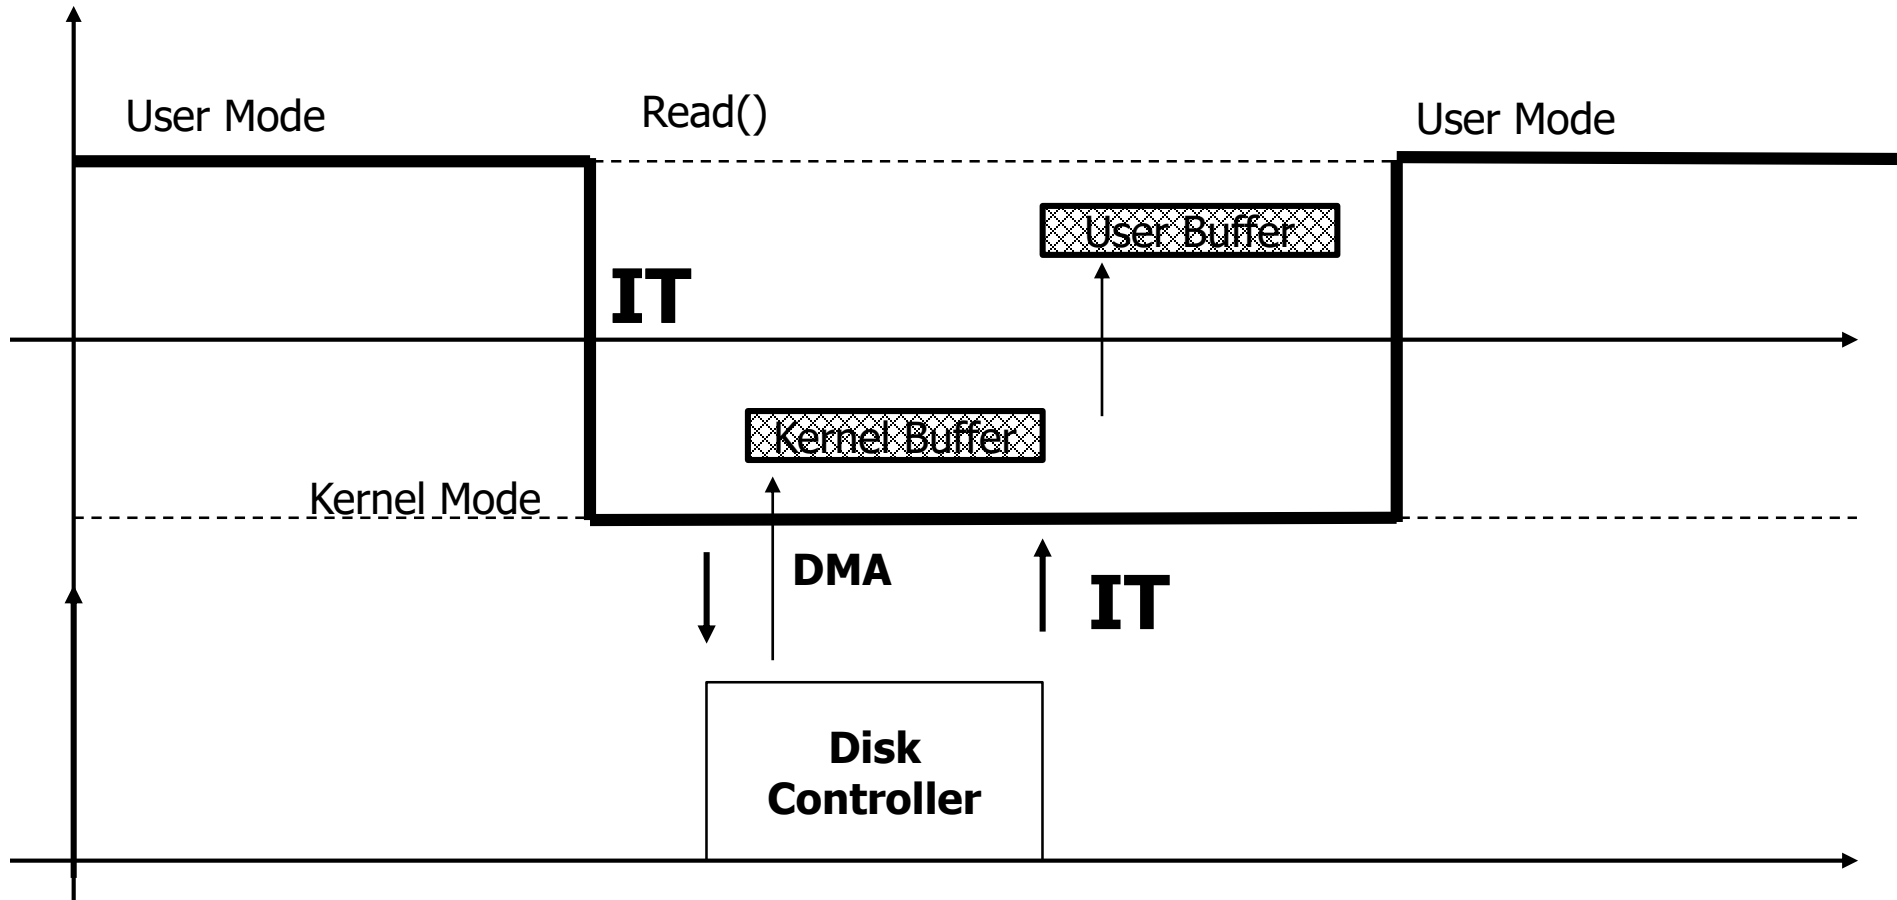 User Mode
Read()
User Mode
User Buffer
IT
Kernel Buffer
Kernel Mode
DMA
IT
Disk
Controller